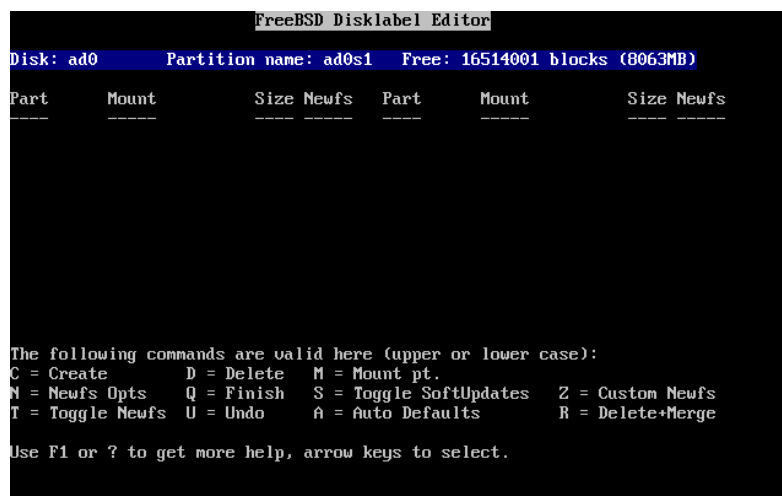 FreeBSD Disklabel Editor
Disk: ad0 Partition name: ad0s1 Free: 16514001 blocks (8063MB)
Part Mount Size Newfs Part Mount Size Newfs
---- ----- ---- ----- ---- ----- ---- -----
The following commands are valid here (upper or lower case):
C = Create D = Delete M = Mount pt.
N = Newfs Opts Q = Finish S = Toggle SoftUpdates Z = Custom Newfs
T = Toggle Newfs U = Undo A = Auto Defaults R = Delete+Merge
Use F1 or ? to get more help, arrow keys to select.